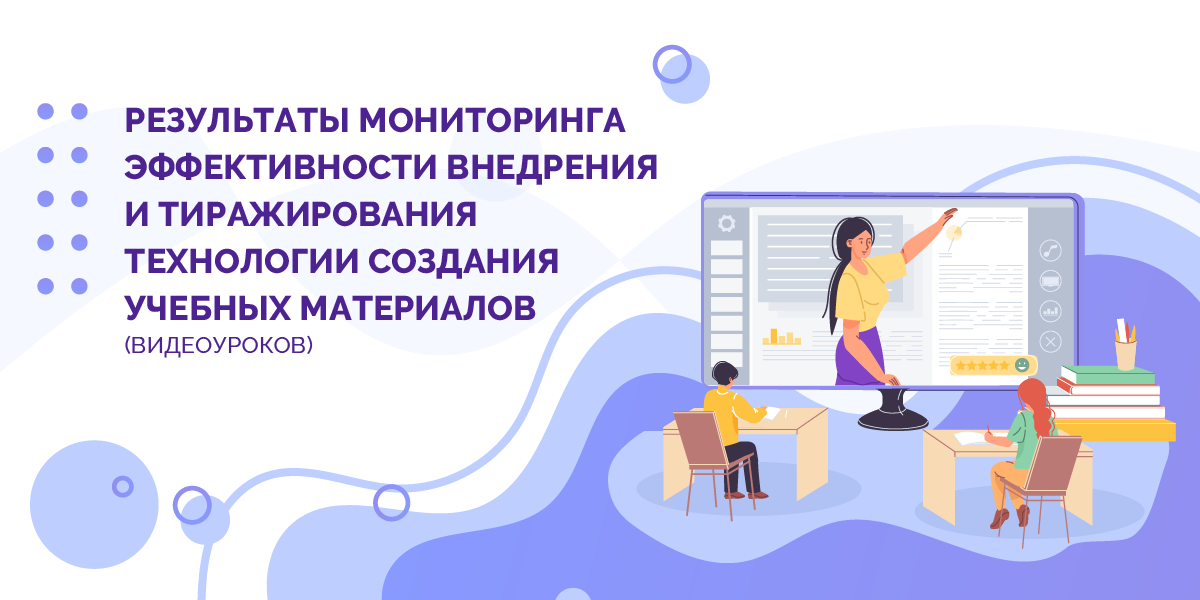 РЕЗУЛЬТАТЫ МОНИТОРИНГА
ЭФФЕКТИВНОСТИ ВНЕДРЕНИЯ
И ТИРАЖИРОВАНИЯ
ТЕХНОЛОГИИ СОЗДАНИЯ
УЧЕБНЫХ МАТЕРИАЛОВ
(ВИДЕОУРОКОВ)